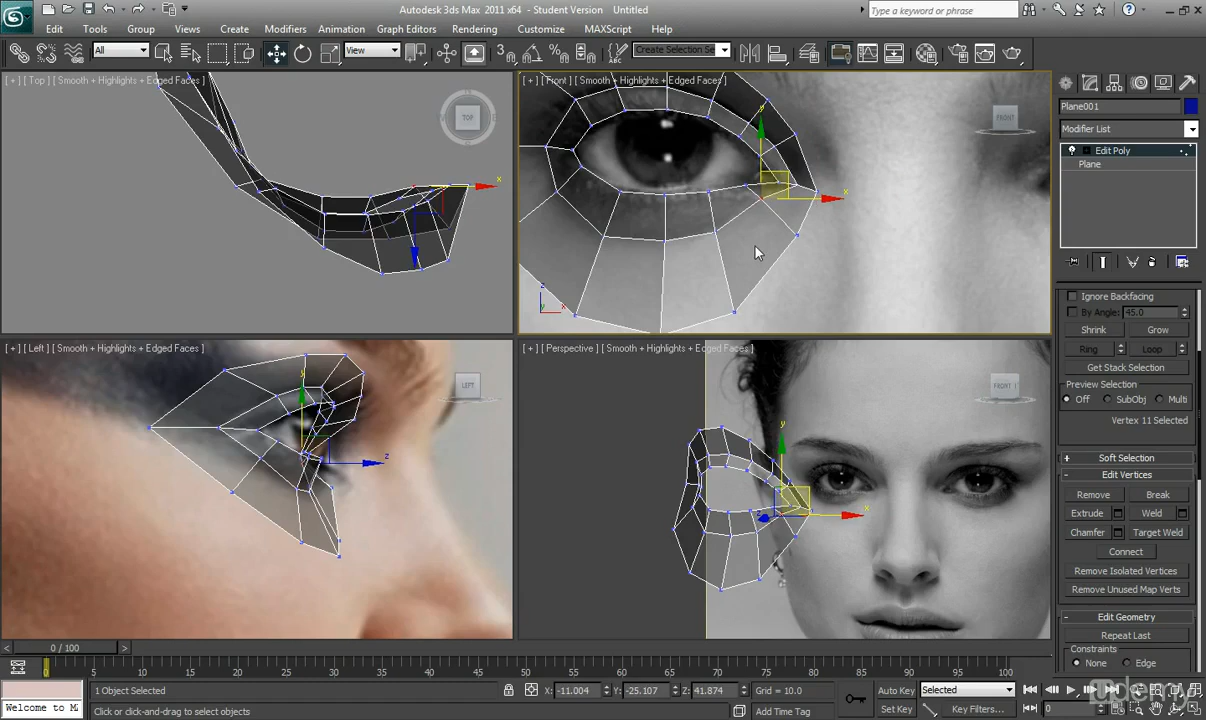 Autodesk 3ds Max 2011 x64 - Student Version Untitled
Type a keyword or phrase
Edit Tools Group Views Create Modifiers Animation Graph Editors Rendering Customize MAXScript Help
All View Create Selection Se
[ + ] [ Top ] [ Smooth + Highlights + Edged Faces ]
[ + ] [ Front ] [ Smooth + Highlights + Edged Faces ]
TOP
FRONT
x
y
x
z
y
x
[ + ] [ Left ] [ Smooth + Highlights + Edged Faces ]
[ + ] [ Perspective ] [ Smooth + Highlights + Edged Faces ]
LEFT
FRONT
y
z
y
x
Plane001
Modifier List
Edit Poly
Plane
Ignore Backfacing
By Angle: 45.0
Shrink Grow
Ring Loop
Get Stack Selection
Preview Selection
Off SubObj Multi
Vertex 11 Selected
+ Soft Selection
- Edit Vertices
Remove Break
Extrude Weld
Chamfer Target Weld
Connect
Remove Isolated Vertices
Remove Unused Map Verts
- Edit Geometry
Repeat Last
Constraints
None Edge
0 / 100
0 5 10 15 20 25 30 35 40 45 50 55 60 65 70 75 80 85 90 95 100
1 Object Selected X: -11.004 Y: -25.107 Z: 41.874 Grid = 10.0 Auto Key Selected
Welcome to MA Click or click-and-drag to select objects Add Time Tag Set Key Key Filters... 0
udemy